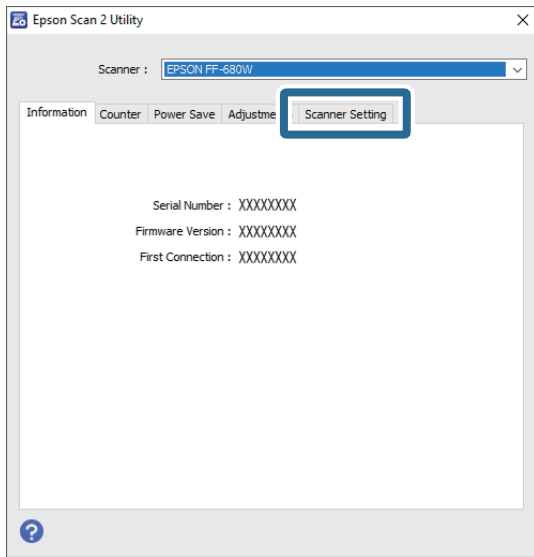 Epson Scan 2 Utility
Scanner : EPSON FF-680W
Information Counter Power Save Adjustme Scanner Setting
Serial Number : XXXXXXXX
Firmware Version : XXXXXXXX
First Connection : XXXXXXXX
?